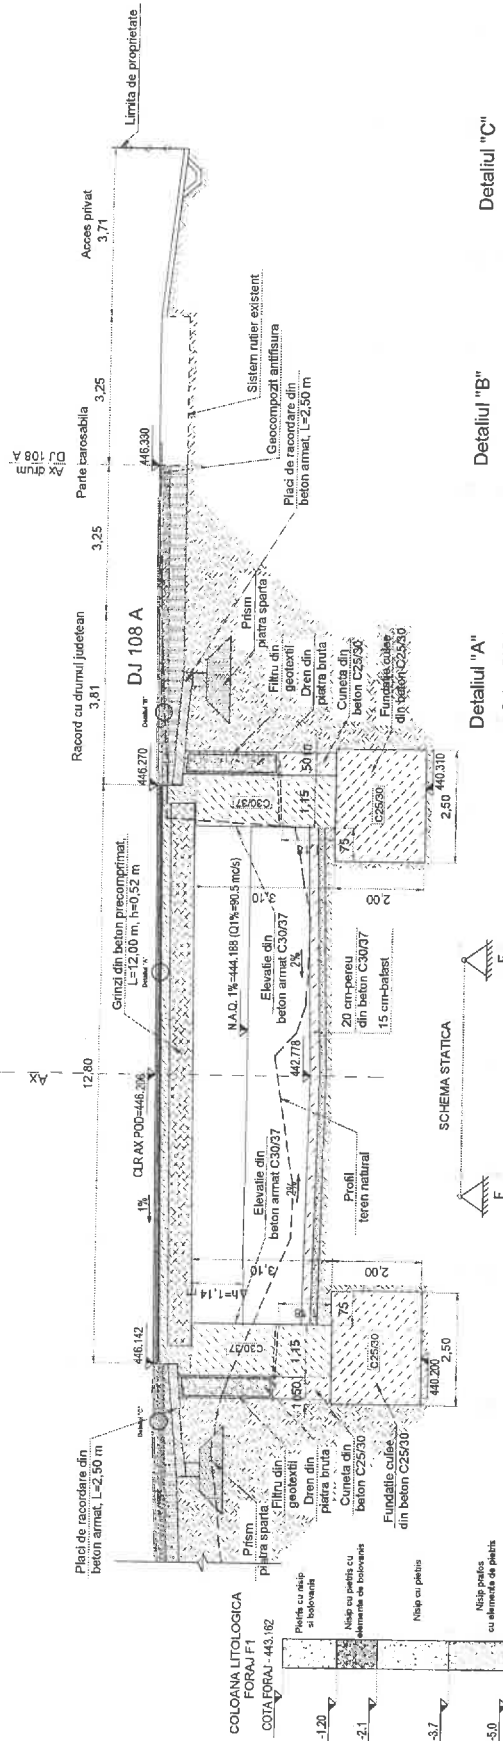 Limita de proprietate
Acces privat
3,71
3,25
Parte carosabila
Ax drum
DJ 108 A
446.330
3,25
Racord cu drumul judetean
3,81
DJ 108 A
Sistem rutier existent
Geocompozit antifisura
Placi de racordare din
beton armat, L=2,50 m
Prism
piatra sparta
Filtru din
geotextil
Dren din
piatra bruta
Cuneta din
beton C25/30
Fundatie culee
din beton C25/30
446.270
Grinzi din beton precomprimat,
L=12,00 m, h=0,52 m
C30/37
1,15
50
10
75
C25/30
440.310
2,50
2,00
3,10
N.A.Q. 1%=444,188 (Q1%=90.5 mc/s)
Elevatie din
beton armat C30/37
2%
20 cm-pereu
din beton C30/37
15 cm-balast
Ax
12,80
CLR AX POD=446.206
1%
442.778
Elevatie din
beton armat C30/37
2%
Profil
teren natural
446.142
h=1,14
3,10
2,00
C30/37
1,15
75
C25/30
440.200
2,50
Placi de racordare din
beton armat, L=2,50 m
Prism
piatra sparta
Filtru din
geotextil
Dren din
piatra bruta
Cuneta din
beton C25/30
Fundatie culee
din beton C25/30
SCHEMA STATICA
F
F
Detaliul "A"
Detaliul "B"
Detaliul "C"
COLOANA LITOLOGICA
FORAJ F1
COTA FORAJ - 443.162
Pietris cu nisip
si bolovanis
-1,20
Nisip cu pietris cu
elemente de bolovanis
-2,1
Nisip cu pietris
-3,7
Nisip prafos
cu elemente de pietris
-5,0